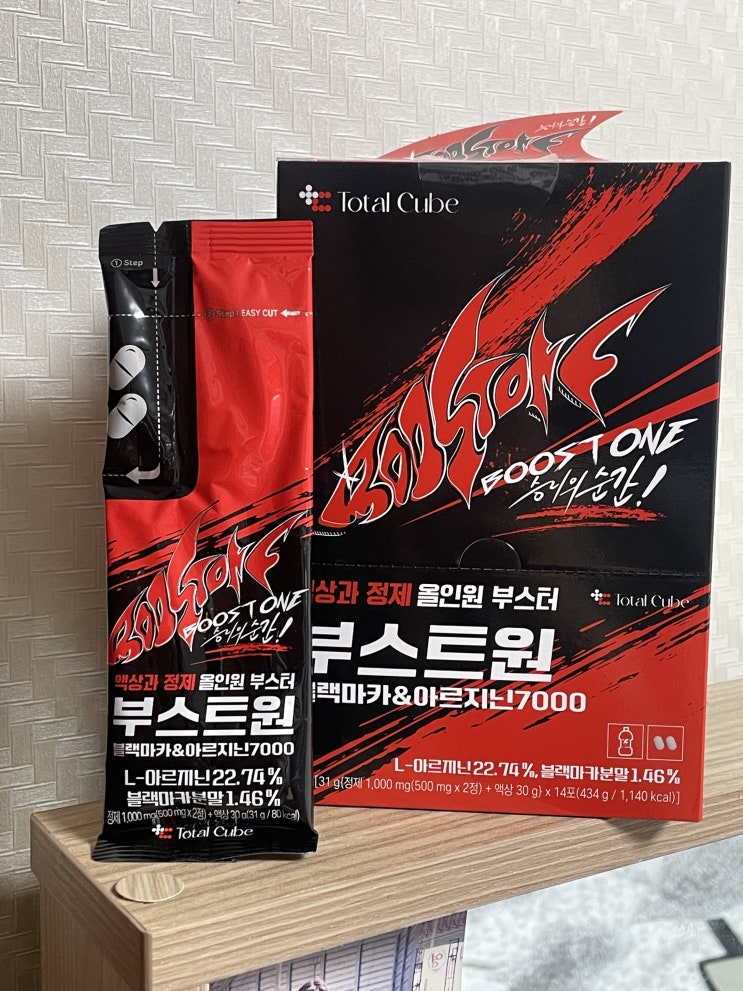 Total Cube
BOOSTONE
BOOST ONE
승리의 순간!
액상과 정제 올인원 부스터
Total Cube
부스트원
블랙마카&아르지닌7000
L-아르지닌 22.74%, 블랙마카분말 1.46%
[31 g{정제 1,000 mg(500 mg x 2정) + 액상 30 g} x 14포(434 g / 1,140 kcal)]
① Step
② Step | EASY CUT
BOOSTONE
BOOST ONE
승리의 순간!
액상과 정제 올인원 부스터
부스트원
블랙마카&아르지닌7000
L-아르지닌 22.74%
블랙마카분말 1.46%
정제 1,000 mg(500 mg x 2정) + 액상 30 g(31 g / 80 kcal)
Total Cube